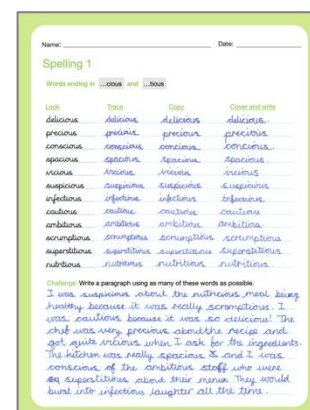 Name: Date:
Spelling 1
Words ending in ...cious and ...tious
Look Trace Copy Cover and write
delicious delicious delicious delicious.
precious precious precious precious
conscious conscious concious concious.
spacious spacious spacious spacious.
vicious vicious vicious vicious
suspicious suspicious suspicious suspicious
infectious infectious infectious infectious.
cautious cautious cautious cautious
ambitious ambitious ambitious ambitious
scrumptious scrumptious scrumptious scrumptious
superstitious superstitious superstitious superstitious
nutritious nutritious nutritious nutritious.
Challenge: Write a paragraph using as many of these words as possible.
I was suspicious about the nutricious meal being
healthy because it was really scrumptious. I
was cautious because it was so delicious! The
chef was very precious about the recipe and
got quite vicious when I ask for the ingredients.
The kitchen was really spacious & and I was
conscious of the ambitious staff who were
superstitious about their menu. They would
burst into infectious laughter all the time.